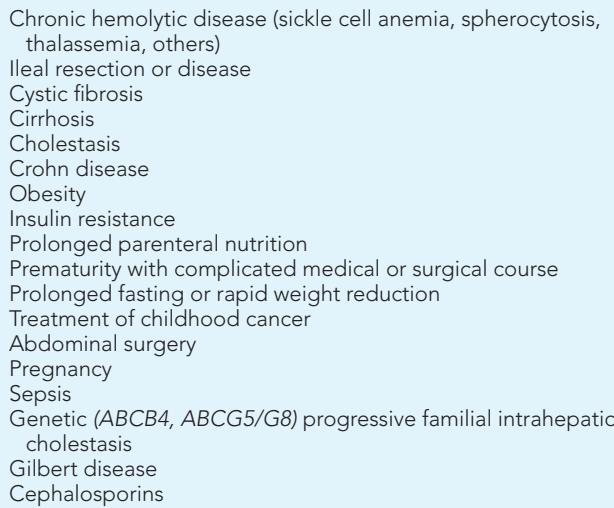 Chronic hemolytic disease (sickle cell anemia, spherocytosis,
thalassemia, others)
Ileal resection or disease
Cystic fibrosis
Cirrhosis
Cholestasis
Crohn disease
Obesity
Insulin resistance
Prolonged parenteral nutrition
Prematurity with complicated medical or surgical course
Prolonged fasting or rapid weight reduction
Treatment of childhood cancer
Abdominal surgery
Pregnancy
Sepsis
Genetic (ABCB4, ABCG5/G8) progressive familial intrahepatic
cholestasis
Gilbert disease
Cephalosporins